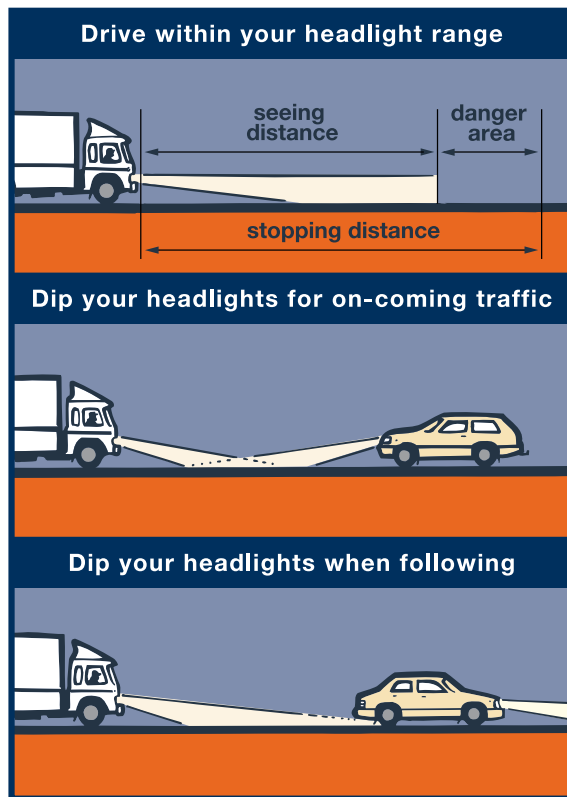 Drive within your headlight range
seeing
distance
danger
area
stopping distance
Dip your headlights for on-coming traffic
Dip your headlights when following